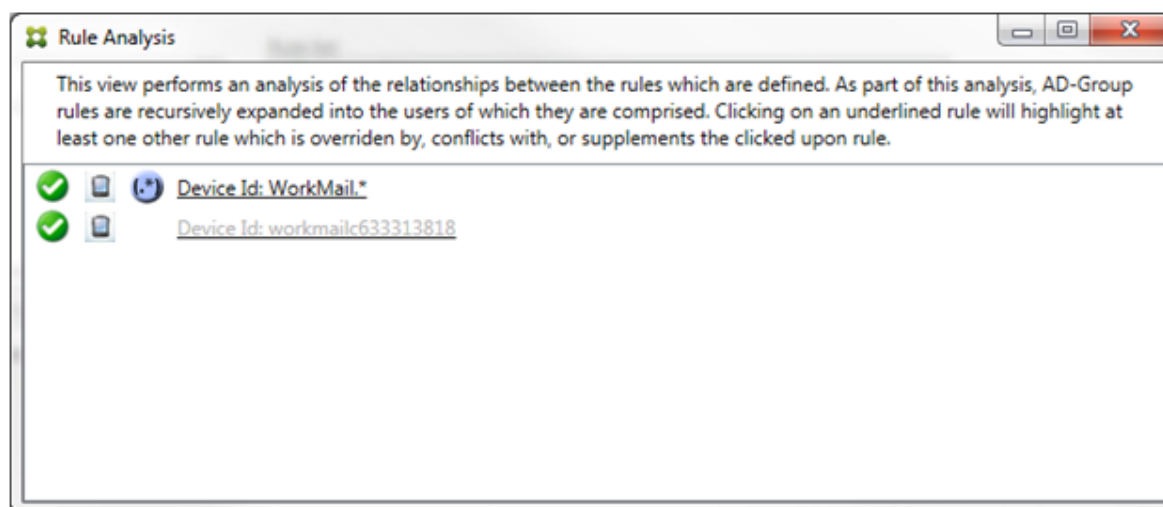 Rule Analysis
This view performs an analysis of the relationships between the rules which are defined. As part of this analysis, AD-Group
rules are recursively expanded into the users of which they are comprised. Clicking on an underlined rule will highlight at
least one other rule which is overriden by, conflicts with, or supplements the clicked upon rule.
(.*) Device Id: WorkMail.*
Device Id: workmailc633313818